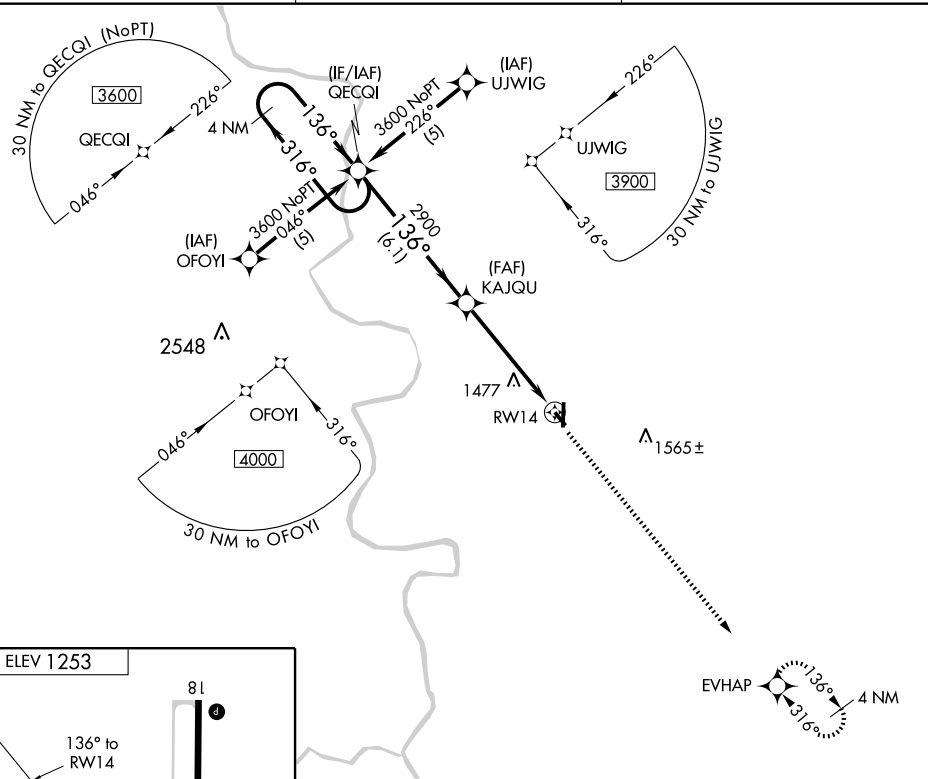 30 NM to QECQI (NoPT)
3600
226°
QECQI
046°
4 NM
136°
316°
(IF/IAF)
QECQI
(IAF)
UJWIG
3600 NoPT
226°
(5)
226°
UJWIG
3900
316°
30 NM to UJWIG
3600 NoPT
046°
(5)
(IAF)
OFOYI
2900
136°
(6.1)
(FAF)
KAJQU
2548
1477
RW14
1565±
OFOYI
046°
316°
4000
30 NM to OFOYI
EVHAP
136°
316°
4 NM
ELEV 1253
18
P
136° to
RW14